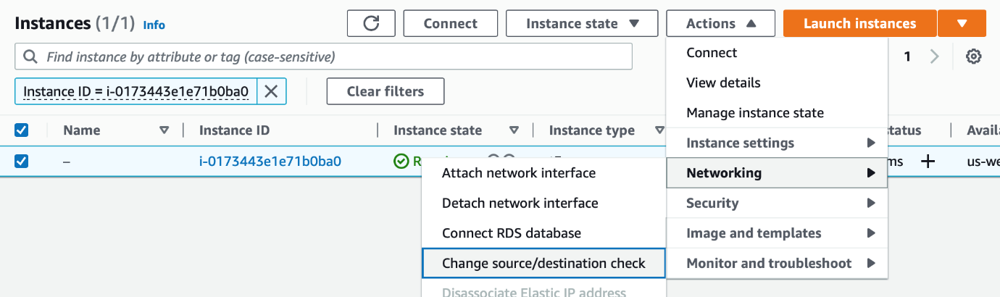 Instances (1/1) Info
Connect
Instance state
Actions
Launch instances
Find instance by attribute or tag (case-sensitive)
1
Instance ID = i-0173443e1e71b0ba0
Clear filters
Name
Instance ID
Instance state
Instance type
tatus
Availa
–
i-0173443e1e71b0ba0
R
ms
us-we
Connect
View details
Manage instance state
Instance settings
Networking
Security
Image and templates
Monitor and troubleshoot
Attach network interface
Detach network interface
Connect RDS database
Change source/destination check
Disassociate Elastic IP address